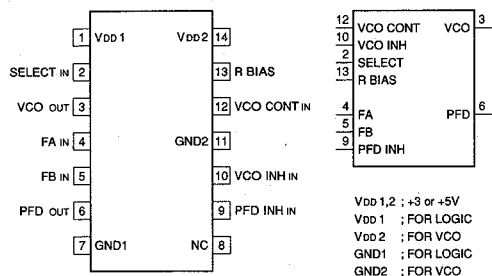 1 VDD 1 VDD 2 14
SELECT IN 2 13 R BIAS
VCO OUT 3 12 VCO CONT IN
FA IN 4 GND2 11
FB IN 5 10 VCO INH IN
PFD OUT 6 9 PFD INH IN
7 GND1 NC 8
12 VCO CONT VCO 3
10 VCO INH
2 SELECT
13 R BIAS
4 FA PFD 6
5 FB
9 PFD INH
VDD 1,2 ; +3 or +5V
VDD 1 ; FOR LOGIC
VDD 2 ; FOR VCO
GND1 ; FOR LOGIC
GND2 ; FOR VCO